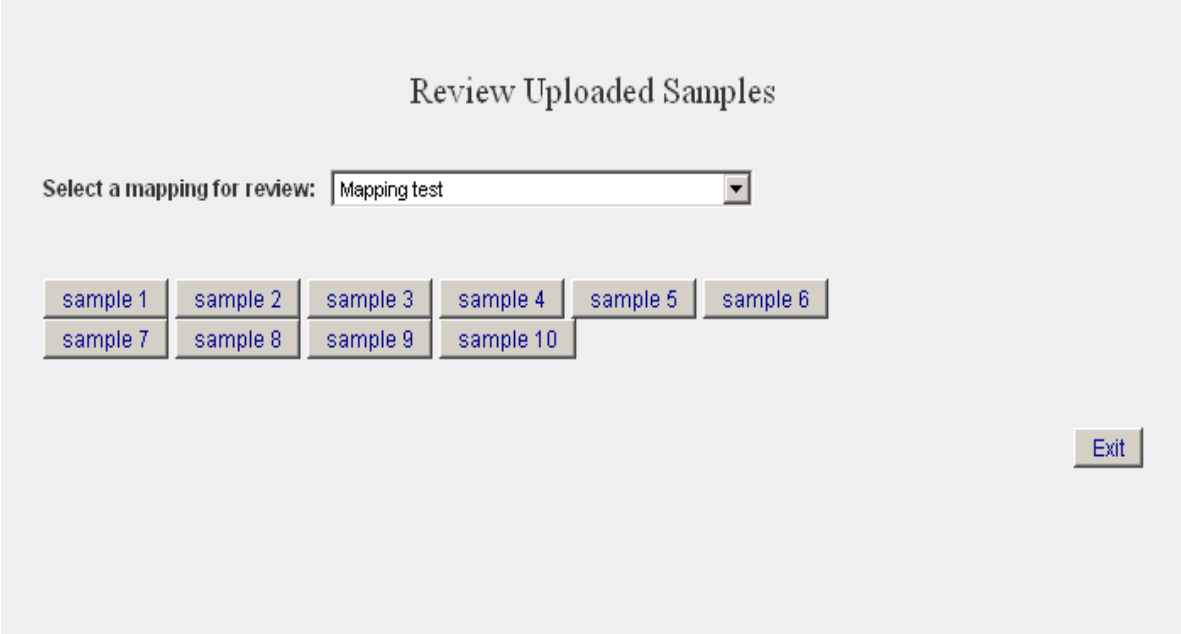 Review Uploaded Samples
Select a mapping for review: Mapping test
sample 1 sample 2 sample 3 sample 4 sample 5 sample 6
sample 7 sample 8 sample 9 sample 10
Exit